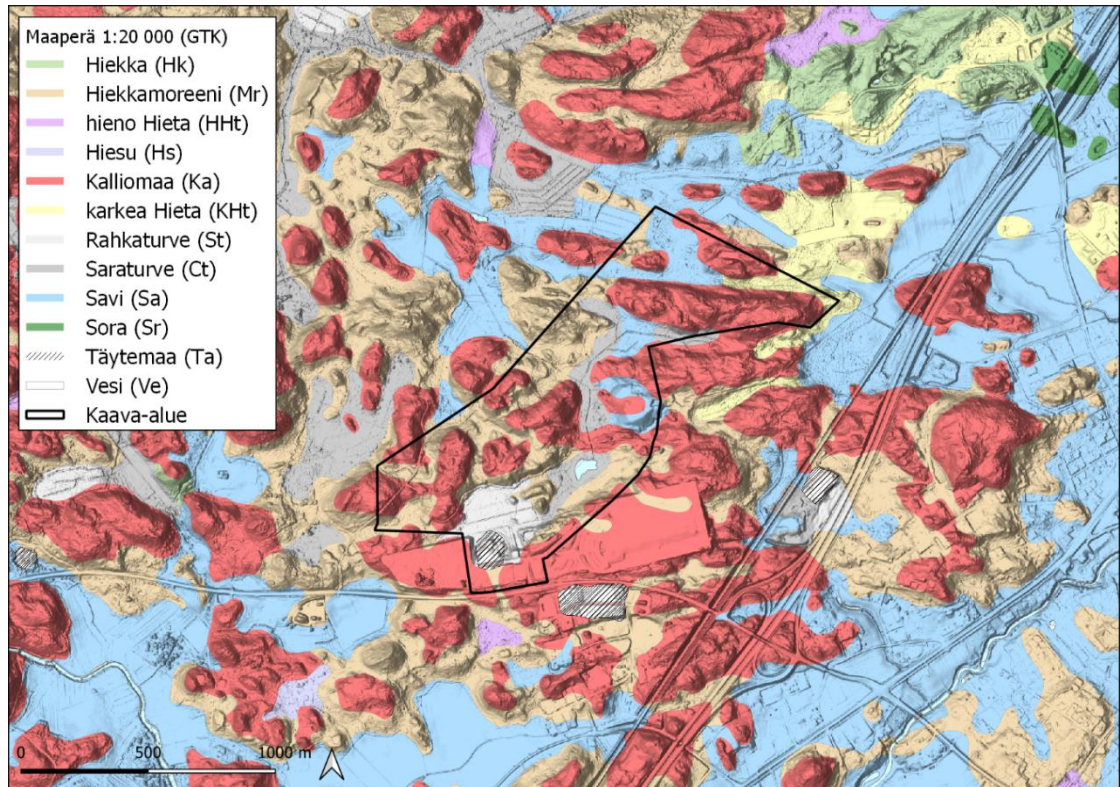 Maaperä 1:20 000 (GTK)
Hiekka (Hk)
Hiekkamoreeni (Mr)
hieno Hieta (HHt)
Hiesu (Hs)
Kalliomaa (Ka)
karkea Hieta (KHt)
Rahkaturve (St)
Saraturve (Ct)
Savi (Sa)
Sora (Sr)
Täytemaa (Ta)
Vesi (Ve)
Kaava-alue
0 500 1000 m